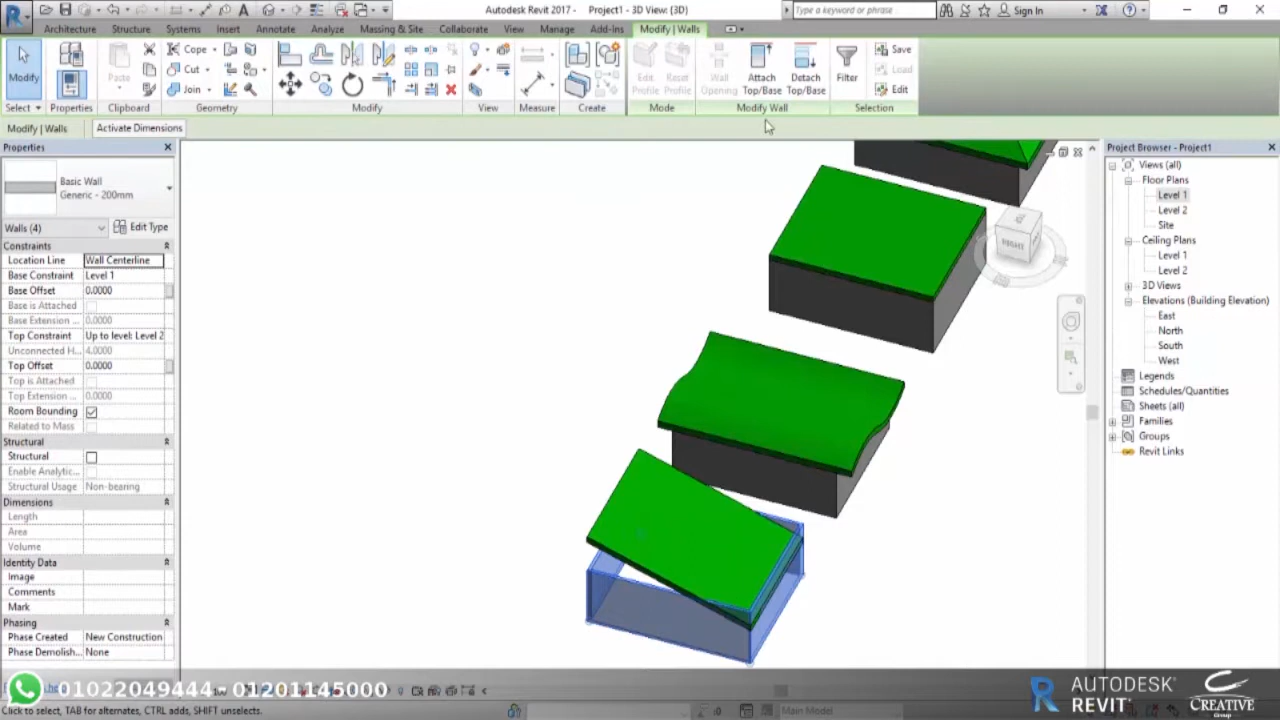 Autodesk Revit 2017 - Project1 - 3D View: {3D}
Type a keyword or phrase
Sign In
Architecture Structure Systems Insert Annotate Analyze Massing & Site Collaborate View Manage Add-Ins Modify | Walls
Modify
Properties
Paste
Cope
Cut
Join
Edit Profile
Reset Profile
Wall Opening
Attach Top/Base
Detach Top/Base
Filter
Save
Load
Edit
Select Properties Clipboard Geometry Modify View Measure Create Mode Modify Wall Selection
Modify | Walls Activate Dimensions
Properties
Basic Wall
Generic - 200mm
Walls (4) Edit Type
Constraints
Location Line Wall Centerline
Base Constraint Level 1
Base Offset 0.0000
Base is Attached
Base Extension ... 0.0000
Top Constraint Up to level: Level 2
Unconnected H... 4.0000
Top Offset 0.0000
Top is Attached
Top Extension ... 0.0000
Room Bounding
Related to Mass
Structural
Structural
Enable Analytic...
Structural Usage Non-bearing
Dimensions
Length
Area
Volume
Identity Data
Image
Comments
Mark
Phasing
Phase Created New Construction
Phase Demolish... None
RIGHT
Project Browser - Project1
Views (all)
Floor Plans
Level 1
Level 2
Site
Ceiling Plans
Level 1
Level 2
3D Views
Elevations (Building Elevation)
East
North
South
West
Legends
Schedules/Quantities
Sheets (all)
Families
Groups
Revit Links
01022049444 - 01201145000
Click to select, TAB for alternates, CTRL adds, SHIFT unselects.
:0
Main Model
R AUTODESK® REVIT®
CREATIVE
Group